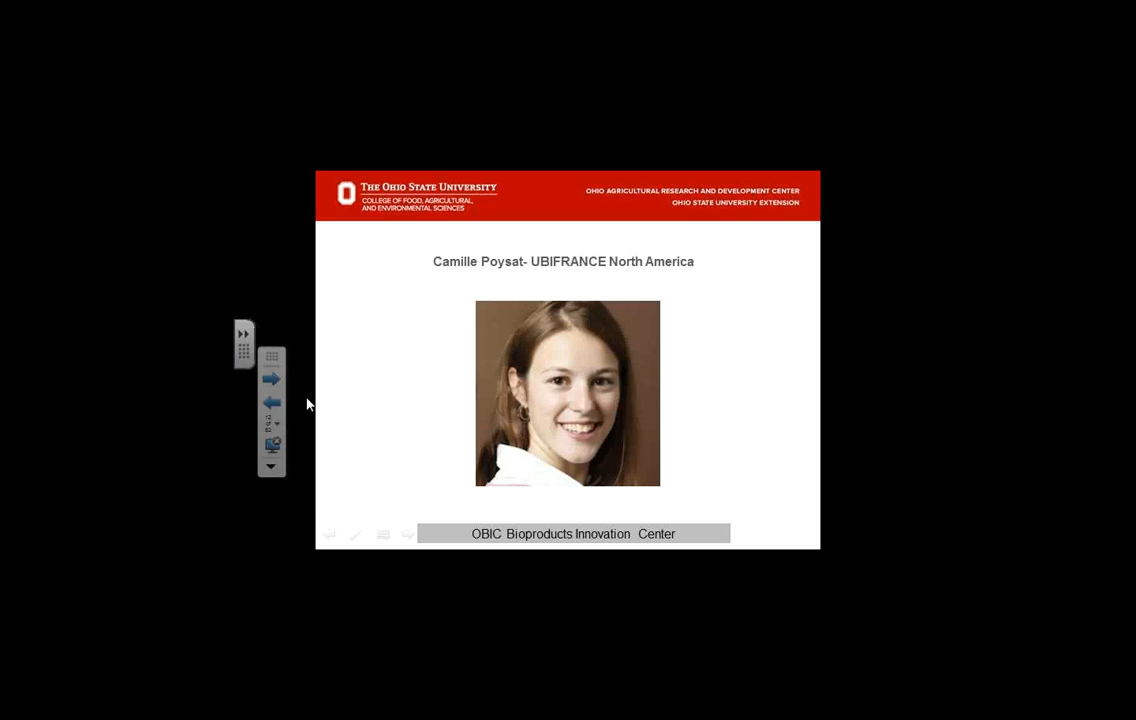 THE OHIO STATE UNIVERSITY
COLLEGE OF FOOD, AGRICULTURAL,
AND ENVIRONMENTAL SCIENCES
OHIO AGRICULTURAL RESEARCH AND DEVELOPMENT CENTER
OHIO STATE UNIVERSITY EXTENSION
Camille Poysat- UBIFRANCE North America
OBIC Bioproducts Innovation Center